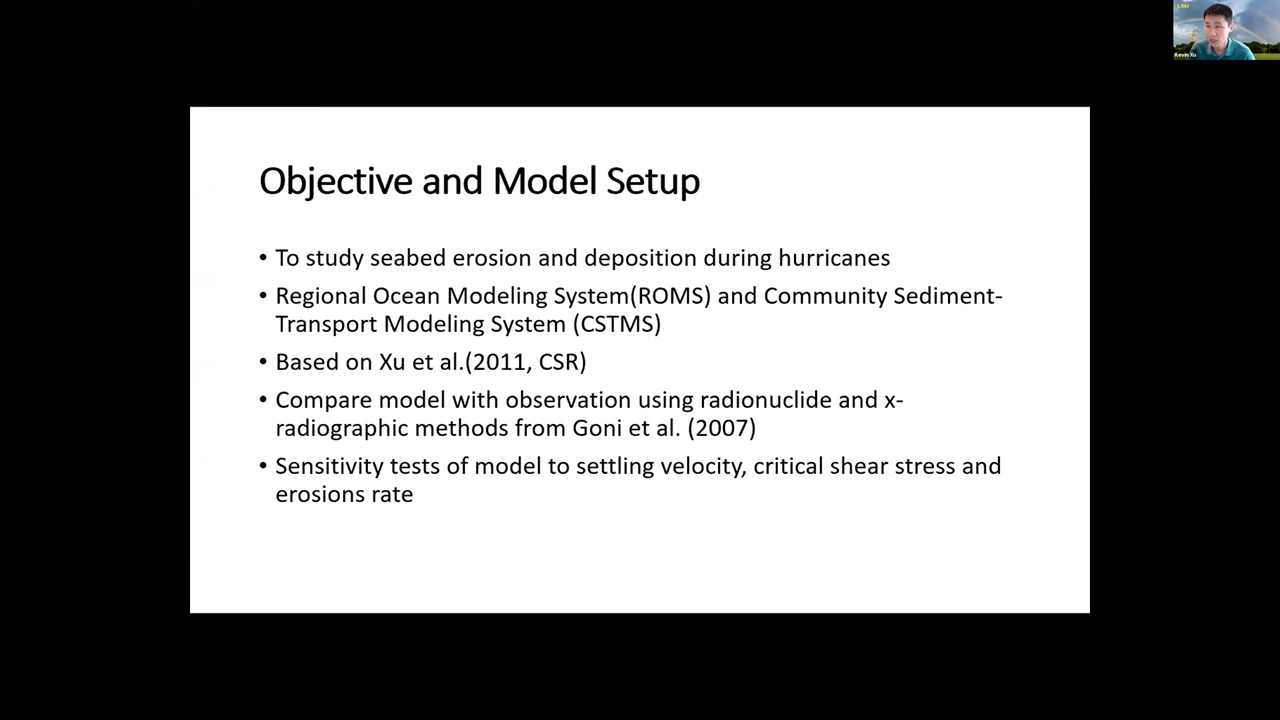 LSU
Kevin Xu
Objective and Model Setup
• To study seabed erosion and deposition during hurricanes
• Regional Ocean Modeling System(ROMS) and Community Sediment-
Transport Modeling System (CSTMS)
• Based on Xu et al.(2011, CSR)
• Compare model with observation using radionuclide and x-
radiographic methods from Goni et al. (2007)
• Sensitivity tests of model to settling velocity, critical shear stress and
erosions rate